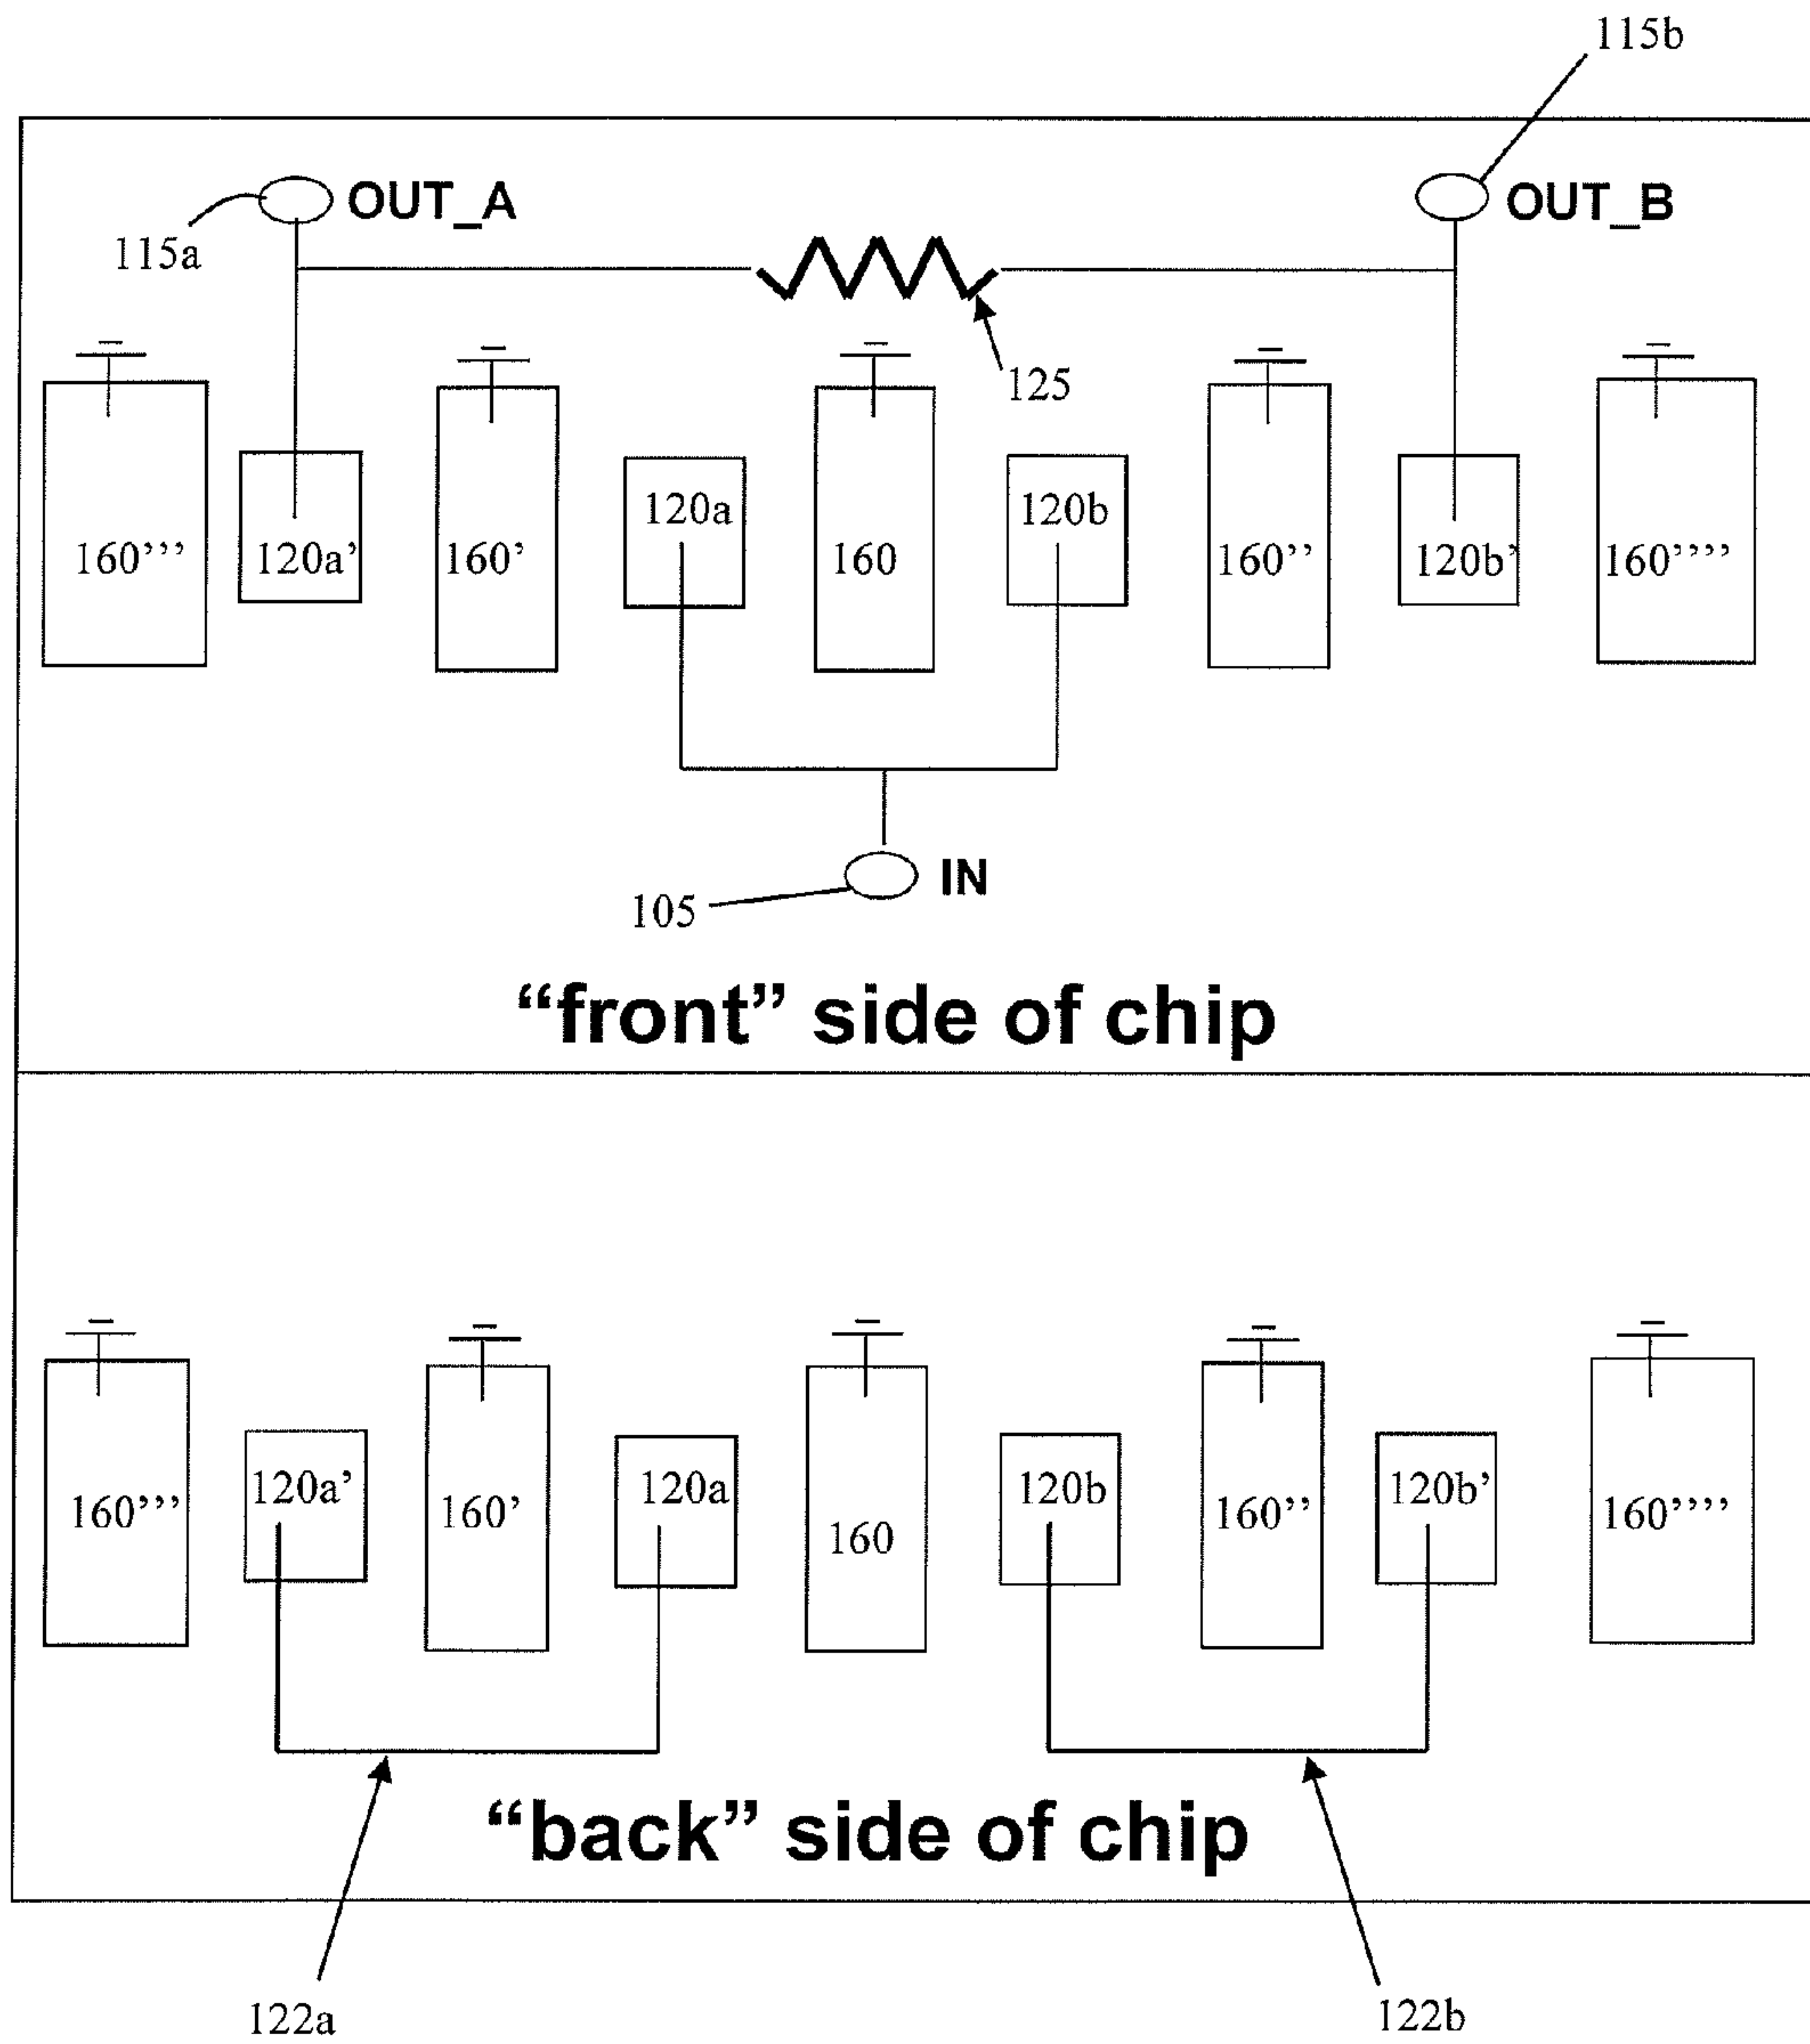 115b
OUT_A
OUT_B
115a
125
160’’’
120a’
160’
120a
160
120b
160’’
120b’
160’’’’
IN
105
“front” side of chip
160’’’
120a’
160’
120a
160
120b
160’’
120b’
160’’’’
“back” side of chip
122a
122b